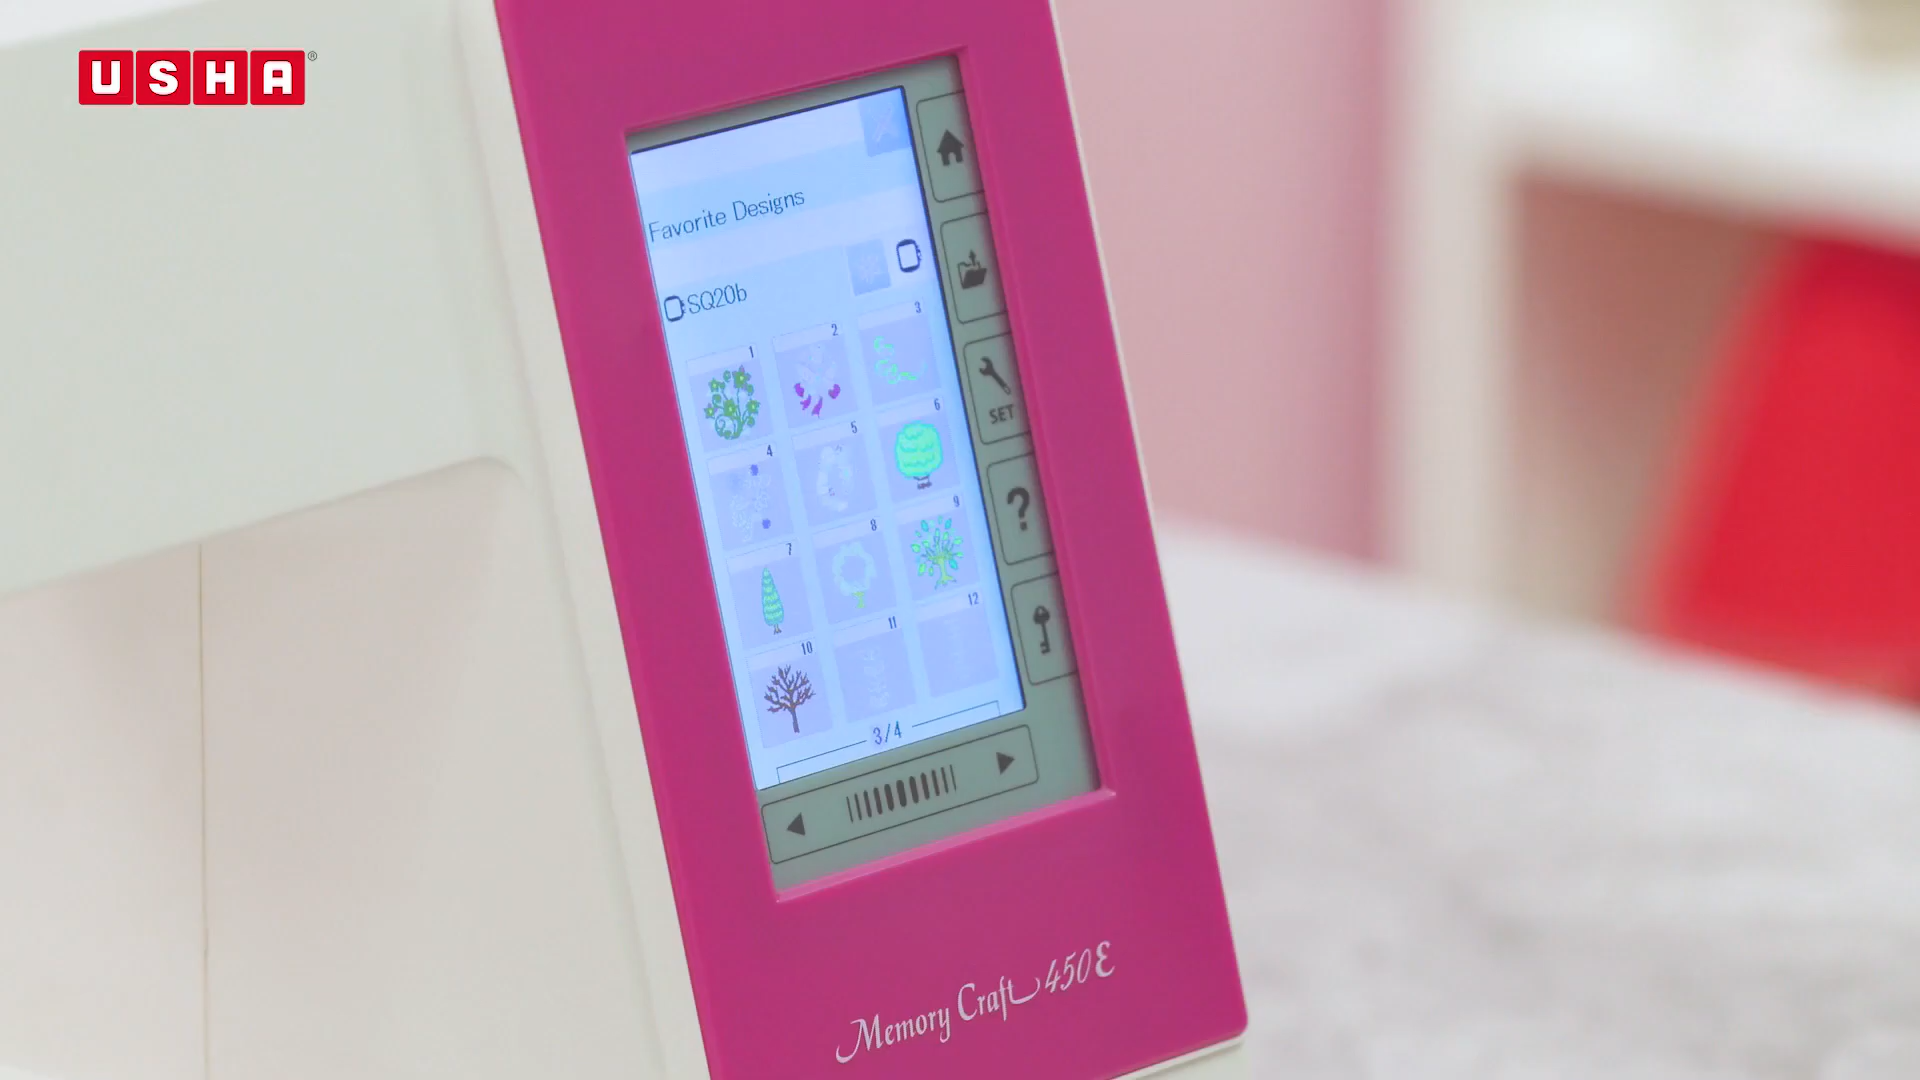 USHA®
Favorite Designs
SQ20b
1 2 3
4 5 6
7 8 9
10 11 12
3/4
SET
?
Memory Craft 450E